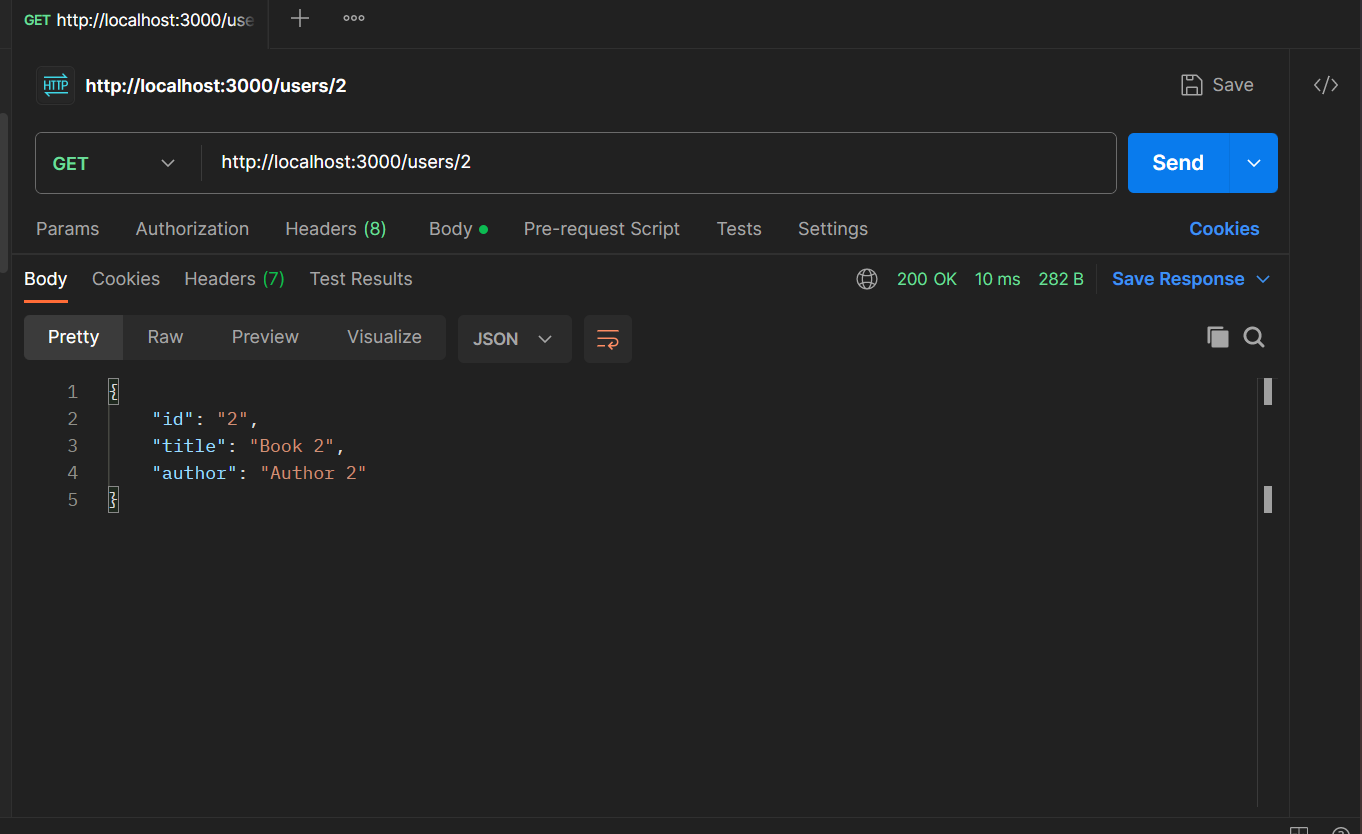 GET http://localhost:3000/use
HTTP http://localhost:3000/users/2 Save </>
GET http://localhost:3000/users/2 Send
Params Authorization Headers (8) Body Pre-request Script Tests Settings Cookies
Body Cookies Headers (7) Test Results 200 OK 10 ms 282 B Save Response
Pretty Raw Preview Visualize JSON
1 {
2 "id": "2",
3 "title": "Book 2",
4 "author": "Author 2"
5 }